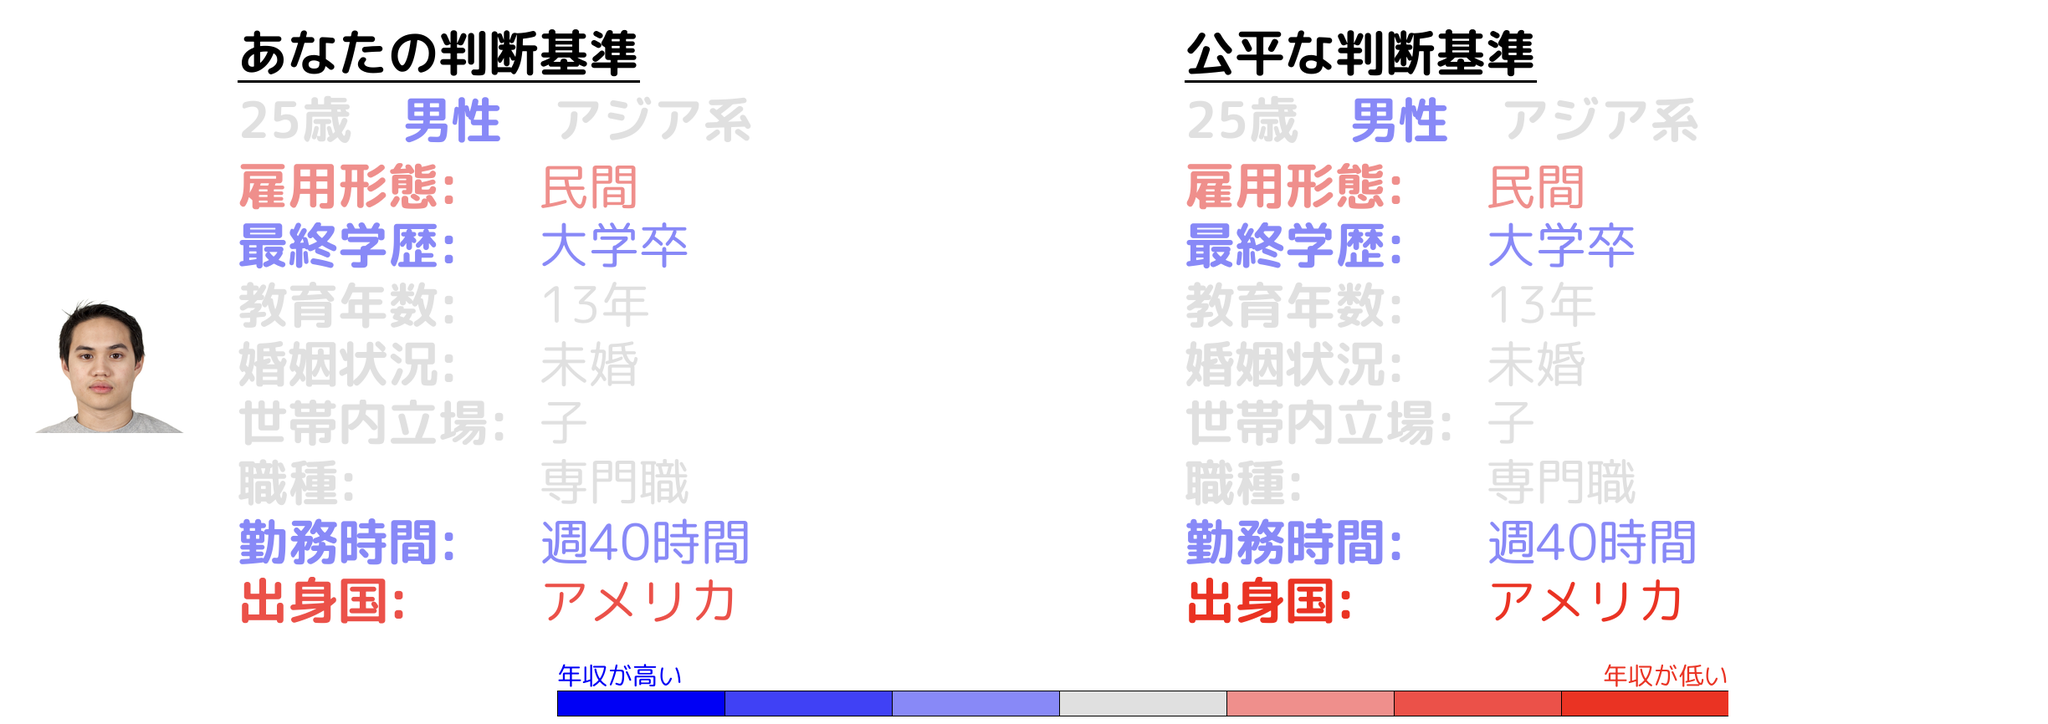 あなたの判断基準
25歳 男性 アジア系
雇用形態: 民間
最終学歴: 大学卒
教育年数: 13年
婚姻状況: 未婚
世帯内立場: 子
職種: 専門職
勤務時間: 週40時間
出身国: アメリカ
公平な判断基準
25歳 男性 アジア系
雇用形態: 民間
最終学歴: 大学卒
教育年数: 13年
婚姻状況: 未婚
世帯内立場: 子
職種: 専門職
勤務時間: 週40時間
出身国: アメリカ
年収が高い
年収が低い